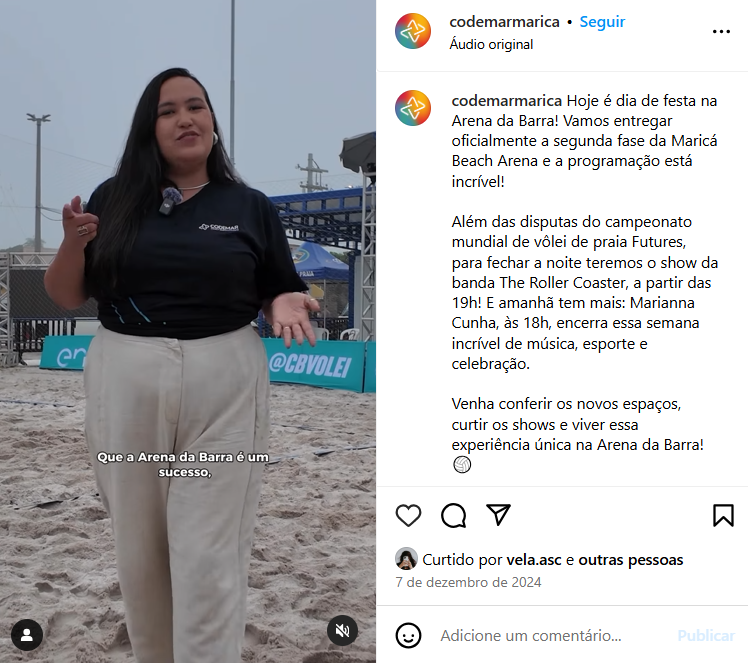 codemarmarica • Seguir
Áudio original
codemarmarica Hoje é dia de festa na
Arena da Barra! Vamos entregar
oficialmente a segunda fase da Maricá
Beach Arena e a programação está
incrível!
Além das disputas do campeonato
mundial de vôlei de praia Futures,
para fechar a noite teremos o show da
banda The Roller Coaster, a partir das
19h! E amanhã tem mais: Marianna
Cunha, às 18h, encerra essa semana
incrível de música, esporte e
celebração.
Venha conferir os novos espaços,
curtir os shows e viver essa
experiência única na Arena da Barra!
CODEMAR
PRAIA
en
@CBVOLEI
Que a Arena da Barra é um
sucesso,
Curtido por vela.asc e outras pessoas
7 de dezembro de 2024
Adicione um comentário...
Publicar